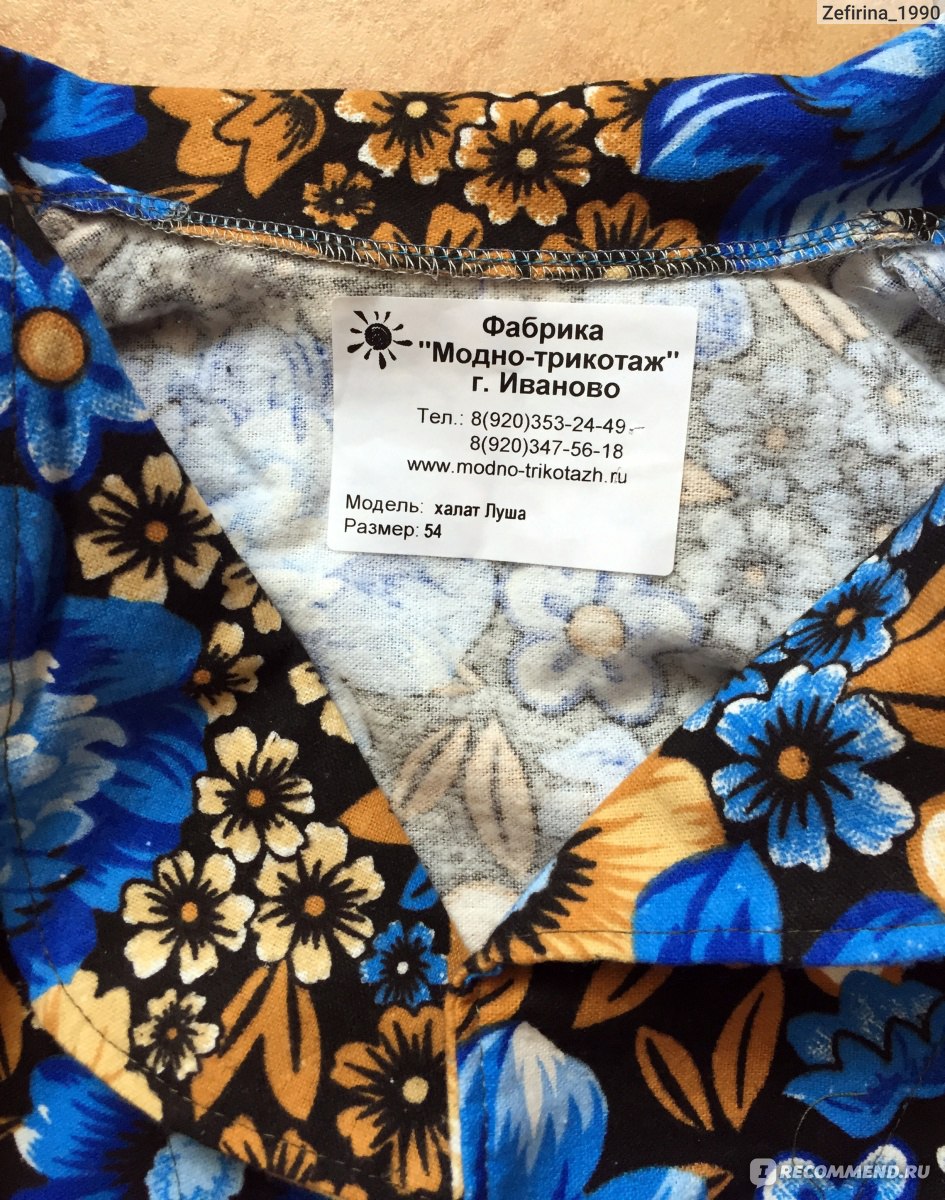 Zefirina_1990
Фабрика
"Модно-трикотаж"
г. Иваново
Тел.: 8(920)353-24-49
8(920)347-56-18
www.modno-trikotazh.ru
Модель: халат Луша
Размер: 54
IRECOMMEND.RU